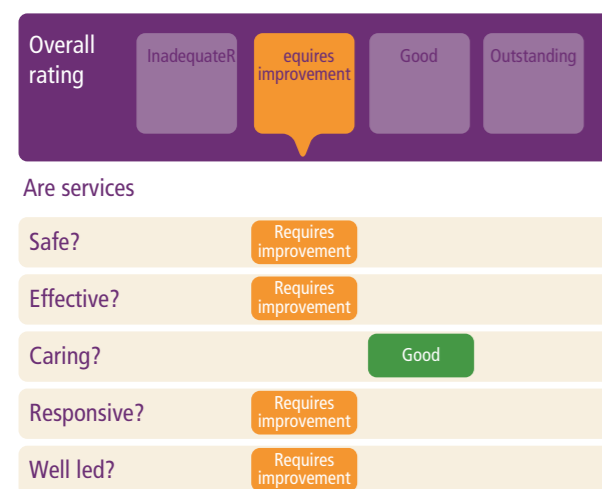 Overall
rating
InadequateR
equires
improvement
Good
Outstanding
Are services
Safe?
Requires
improvement
Effective?
Requires
improvement
Caring?
Good
Responsive?
Requires
improvement
Well led?
Requires
improvement